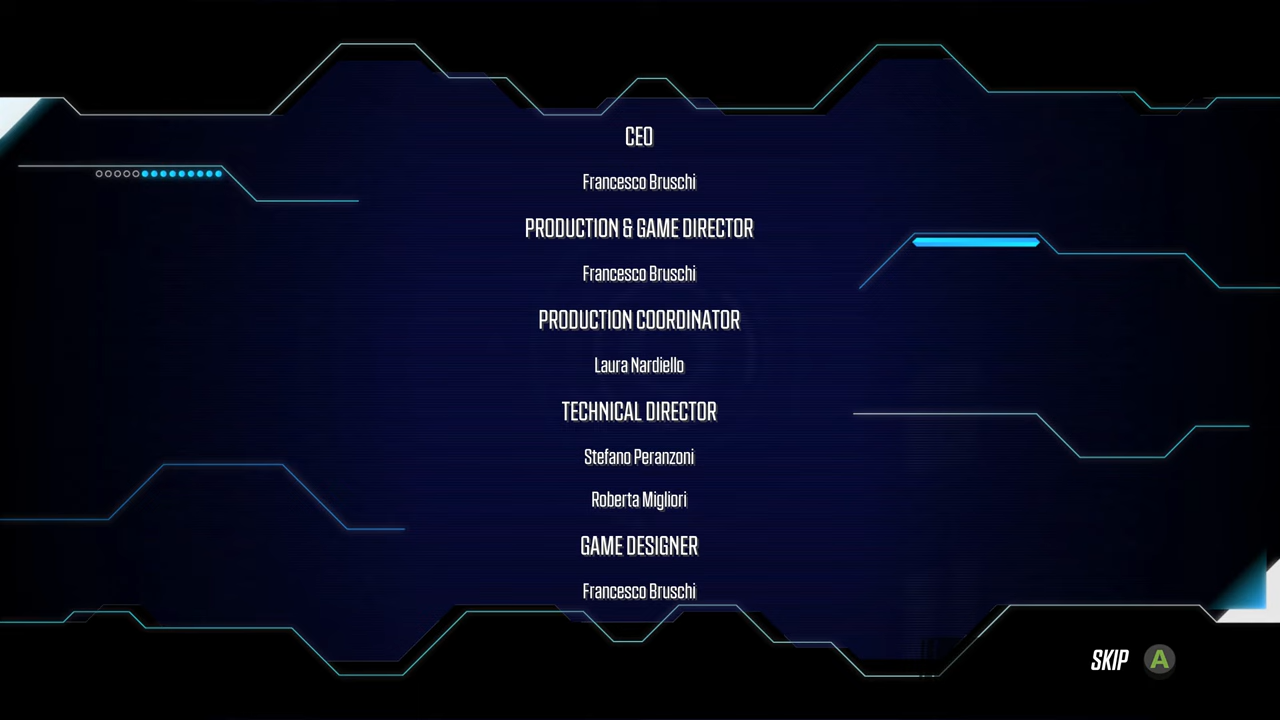 CEO
Francesco Bruschi
PRODUCTION & GAME DIRECTOR
Francesco Bruschi
PRODUCTION COORDINATOR
Laura Nardiello
TECHNICAL DIRECTOR
Stefano Peranzoni
Roberta Migliori
GAME DESIGNER
Francesco Bruschi
SKIP A